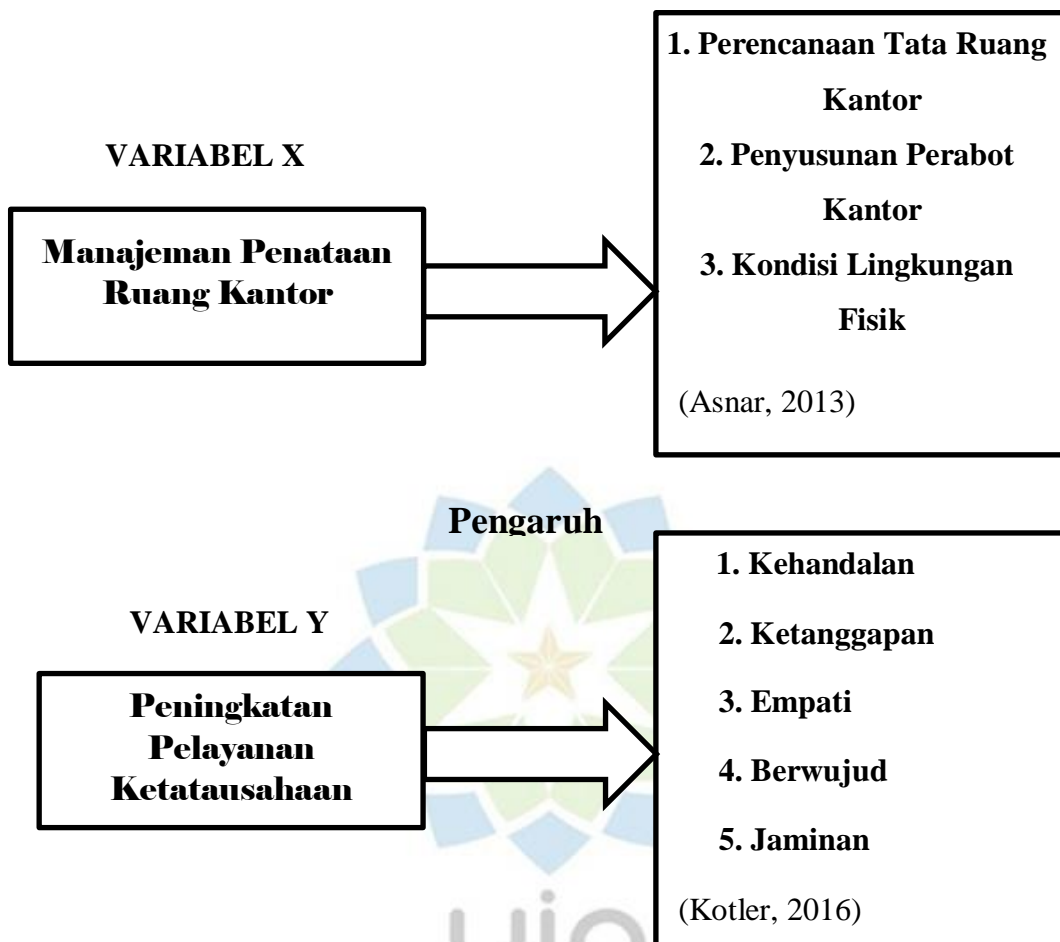 VARIABEL X
Manajeman Penataan
Ruang Kantor
1. Perencanaan Tata Ruang
Kantor
2. Penyusunan Perabot
Kantor
3. Kondisi Lingkungan
Fisik
(Asnar, 2013)
Pengaruh
VARIABEL Y
Peningkatan
Pelayanan
Ketatausahaan
1. Kehandalan
2. Ketanggapan
3. Empati
4. Berwujud
5. Jaminan
(Kotler, 2016)